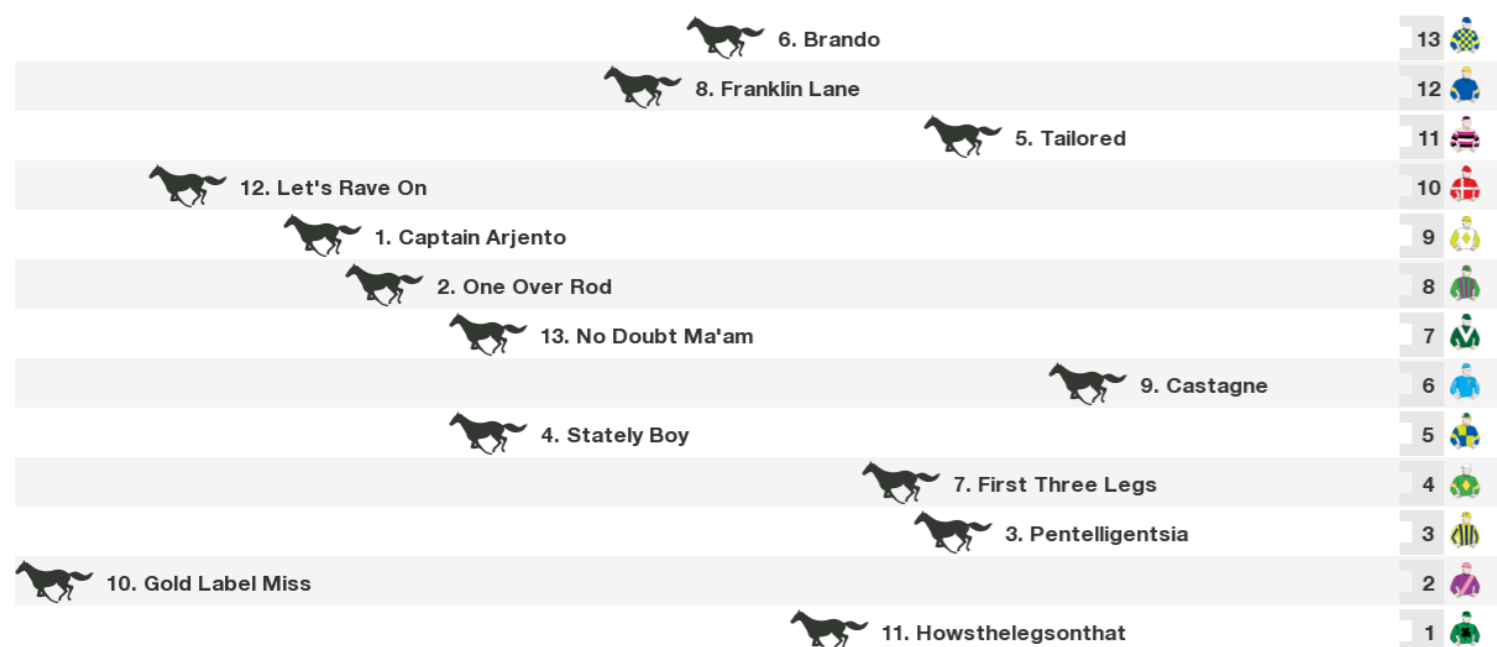 6. Brando 13
8. Franklin Lane 12
5. Tailored 11
12. Let's Rave On 10
1. Captain Arjento 9
2. One Over Rod 8
13. No Doubt Ma'am 7
9. Castagne 6
4. Stately Boy 5
7. First Three Legs 4
3. Pentelligentsia 3
10. Gold Label Miss 2
11. Howsthelegsonthat 1